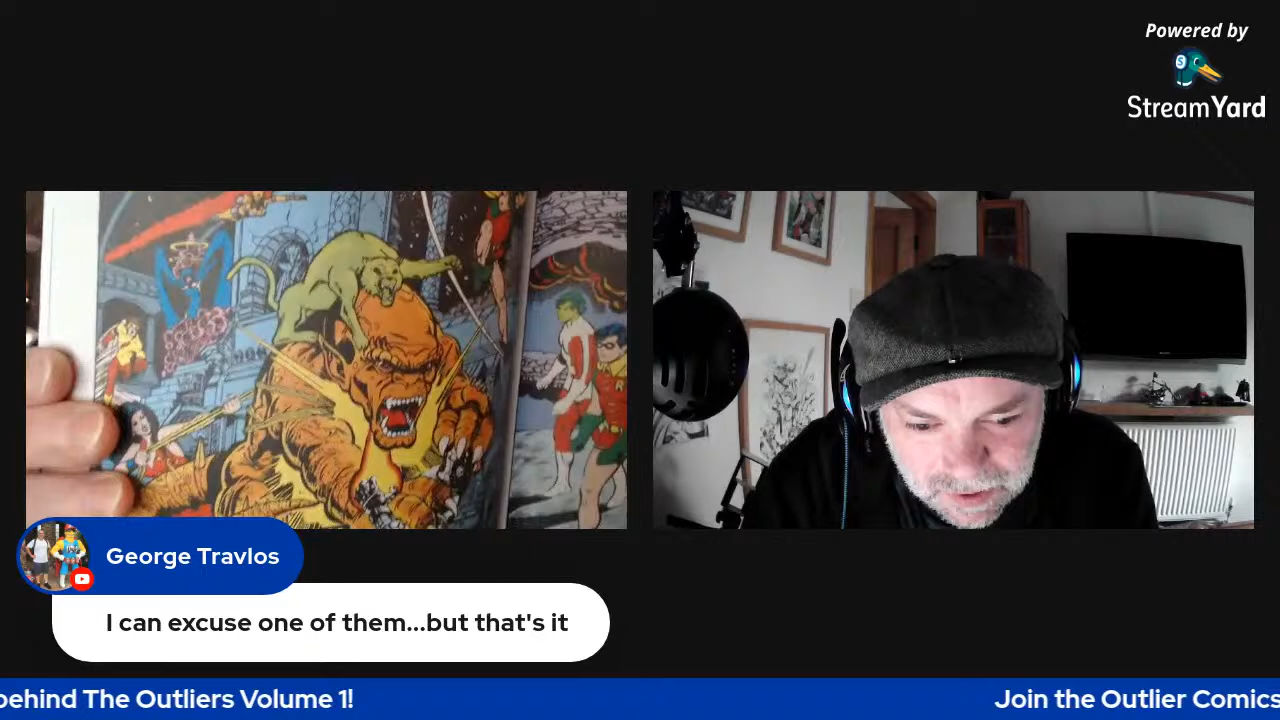 Powered by
StreamYard
George Travlos
I can excuse one of them...but that's it
behind The Outliers Volume 1!
Join the Outlier Comics